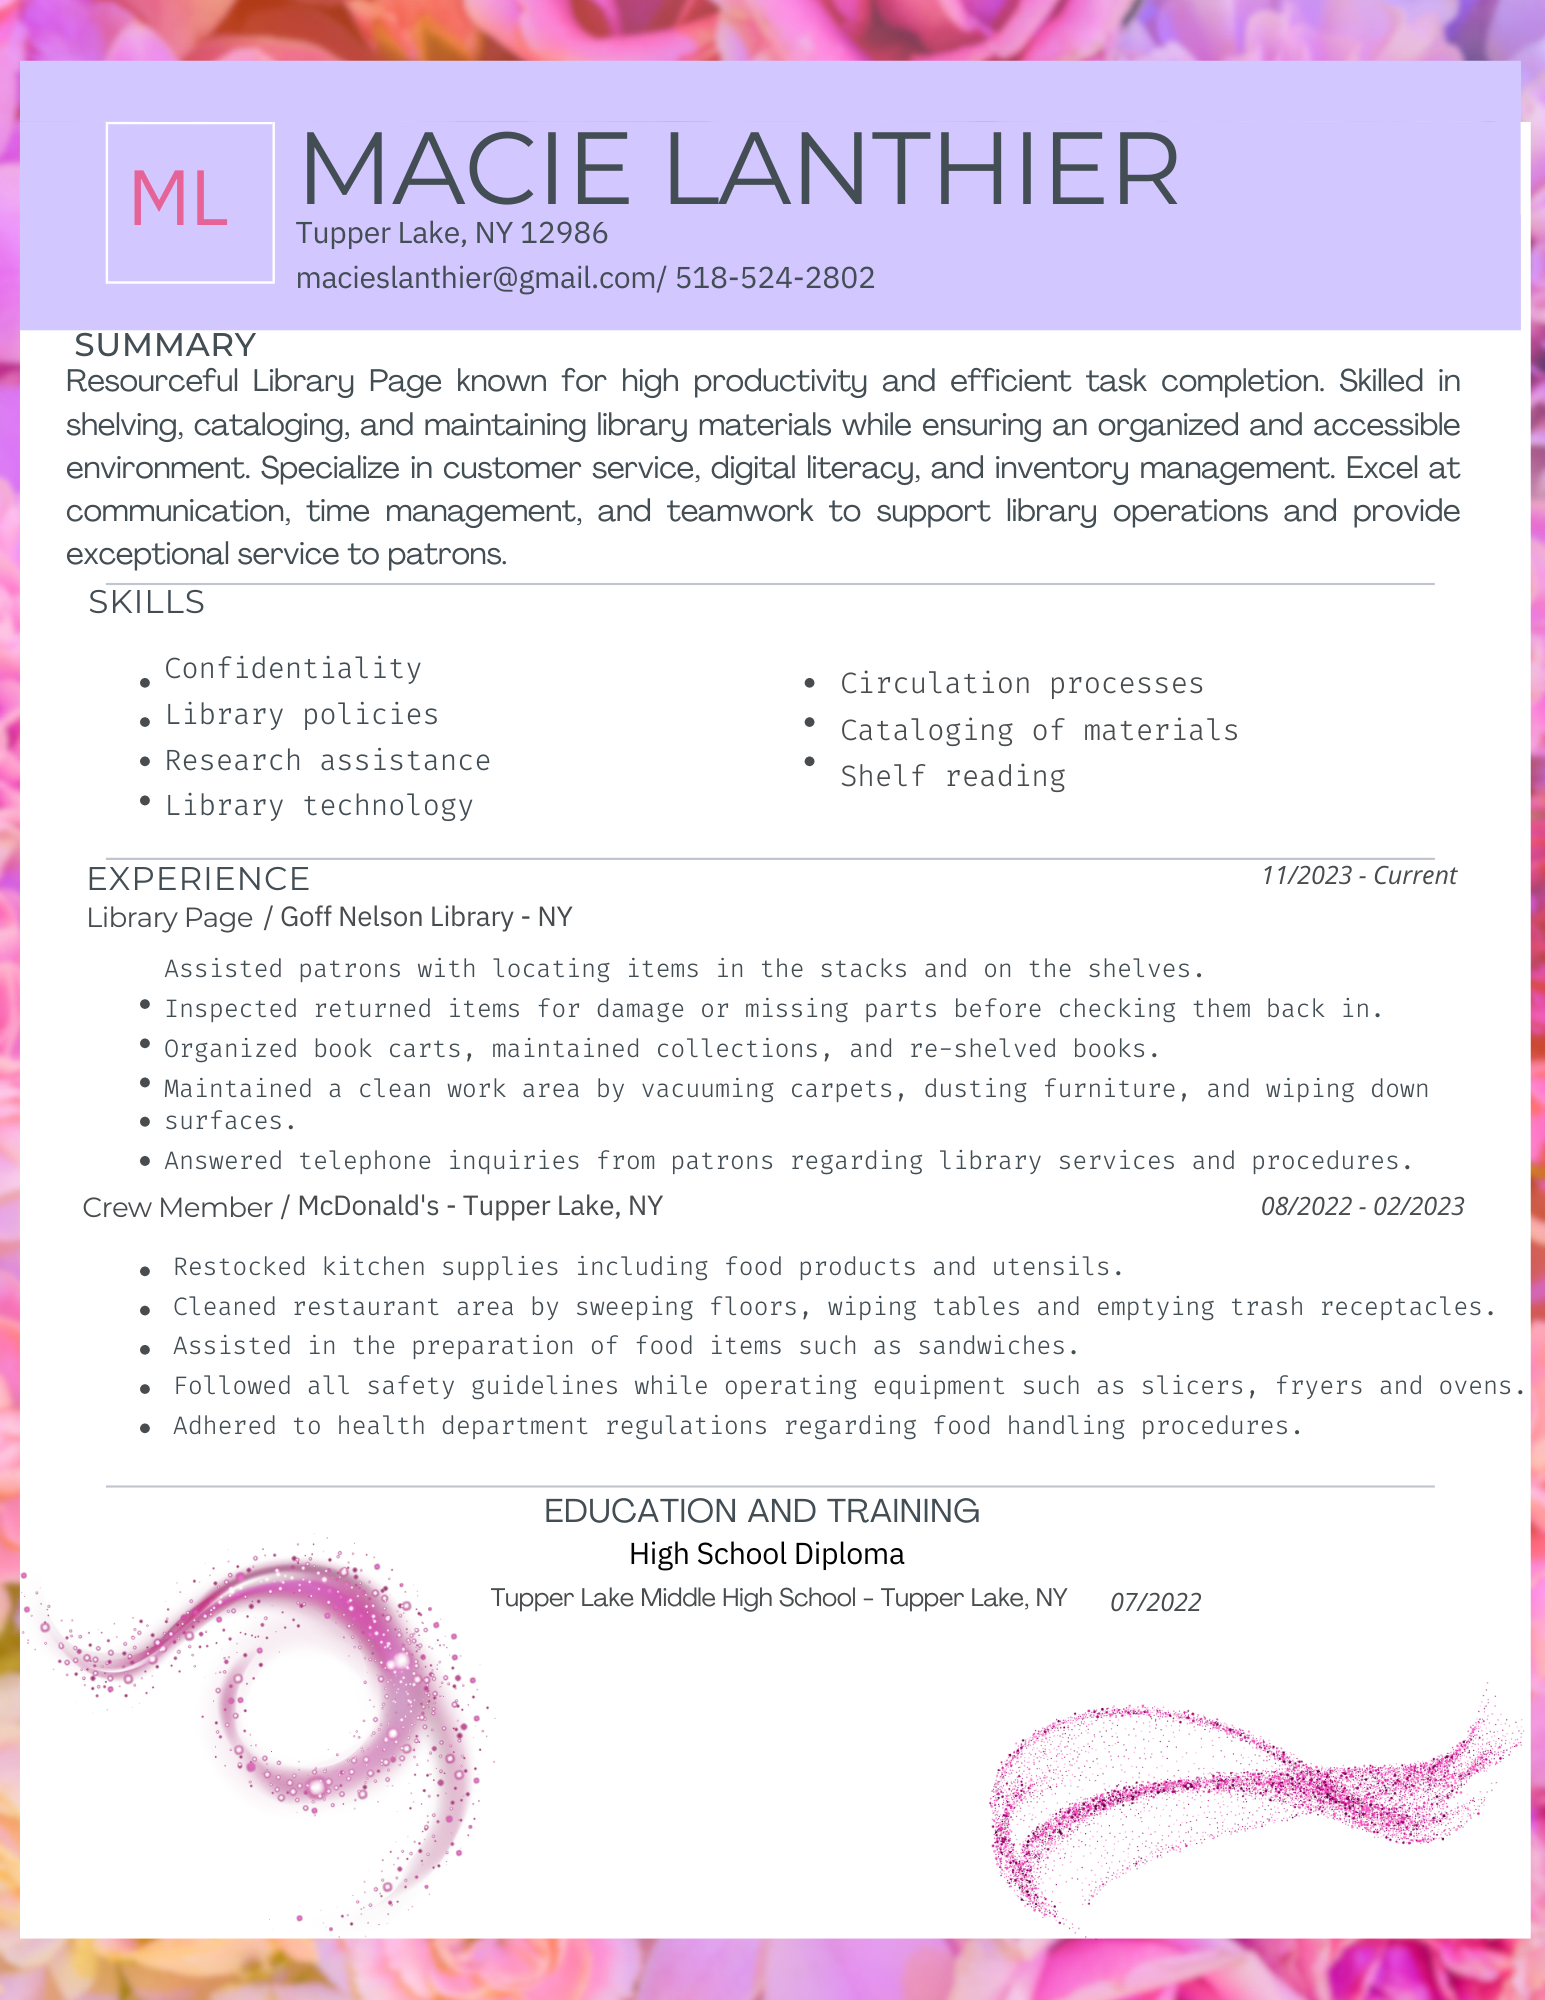 ML
MACIE LANTHIER
Tupper Lake, NY 12986
macieslanthier@gmail.com/ 518-524-2802
SUMMARY
Resourceful Library Page known for high productivity and efficient task completion. Skilled in
shelving, cataloging, and maintaining library materials while ensuring an organized and accessible
environment. Specialize in customer service, digital literacy, and inventory management. Excel at
communication, time management, and teamwork to support library operations and provide
exceptional service to patrons.
SKILLS
• Confidentiality
• Library policies
• Research assistance
• Library technology
• Circulation processes
• Cataloging of materials
• Shelf reading
EXPERIENCE
11/2023 - Current
Library Page / Goff Nelson Library - NY
Assisted patrons with locating items in the stacks and on the shelves.
• Inspected returned items for damage or missing parts before checking them back in.
• Organized book carts, maintained collections, and re-shelved books.
• Maintained a clean work area by vacuuming carpets, dusting furniture, and wiping down
• surfaces.
• Answered telephone inquiries from patrons regarding library services and procedures.
Crew Member / McDonald's - Tupper Lake, NY 08/2022 - 02/2023
• Restocked kitchen supplies including food products and utensils.
• Cleaned restaurant area by sweeping floors, wiping tables and emptying trash receptacles.
• Assisted in the preparation of food items such as sandwiches.
• Followed all safety guidelines while operating equipment such as slicers, fryers and ovens.
• Adhered to health department regulations regarding food handling procedures.
EDUCATION AND TRAINING
High School Diploma
Tupper Lake Middle High School - Tupper Lake, NY 07/2022